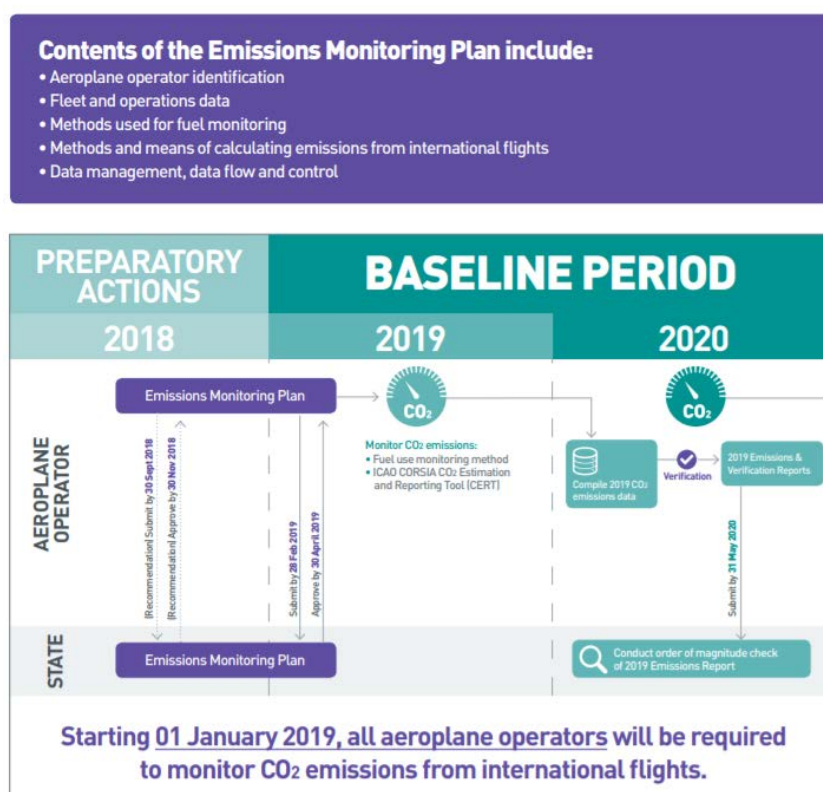 Contents of the Emissions Monitoring Plan include:
• Aeroplane operator identification
• Fleet and operations data
• Methods used for fuel monitoring
• Methods and means of calculating emissions from international flights
• Data management, data flow and control
PREPARATORY
ACTIONS
BASELINE PERIOD
2018
2019
2020
AEROPLANE
OPERATOR
Emissions Monitoring Plan
CO₂
CO₂
(Recommendation) Submit by 30 Sept 2018
(Recommendation) Approve by 30 Nov 2018
Submit by 28 Feb 2019
Approve by 30 April 2019
Monitor CO₂ emissions:
• Fuel use monitoring method
• ICAO CORSIA CO₂ Estimation
and Reporting Tool (CERT)
Compile 2019 CO₂
emissions data
Verification
2019 Emissions &
Verification Reports
Submit by 31 May 2020
STATE
Emissions Monitoring Plan
Conduct order of magnitude check
of 2019 Emissions Report
Starting 01 January 2019, all aeroplane operators will be required
to monitor CO₂ emissions from international flights.